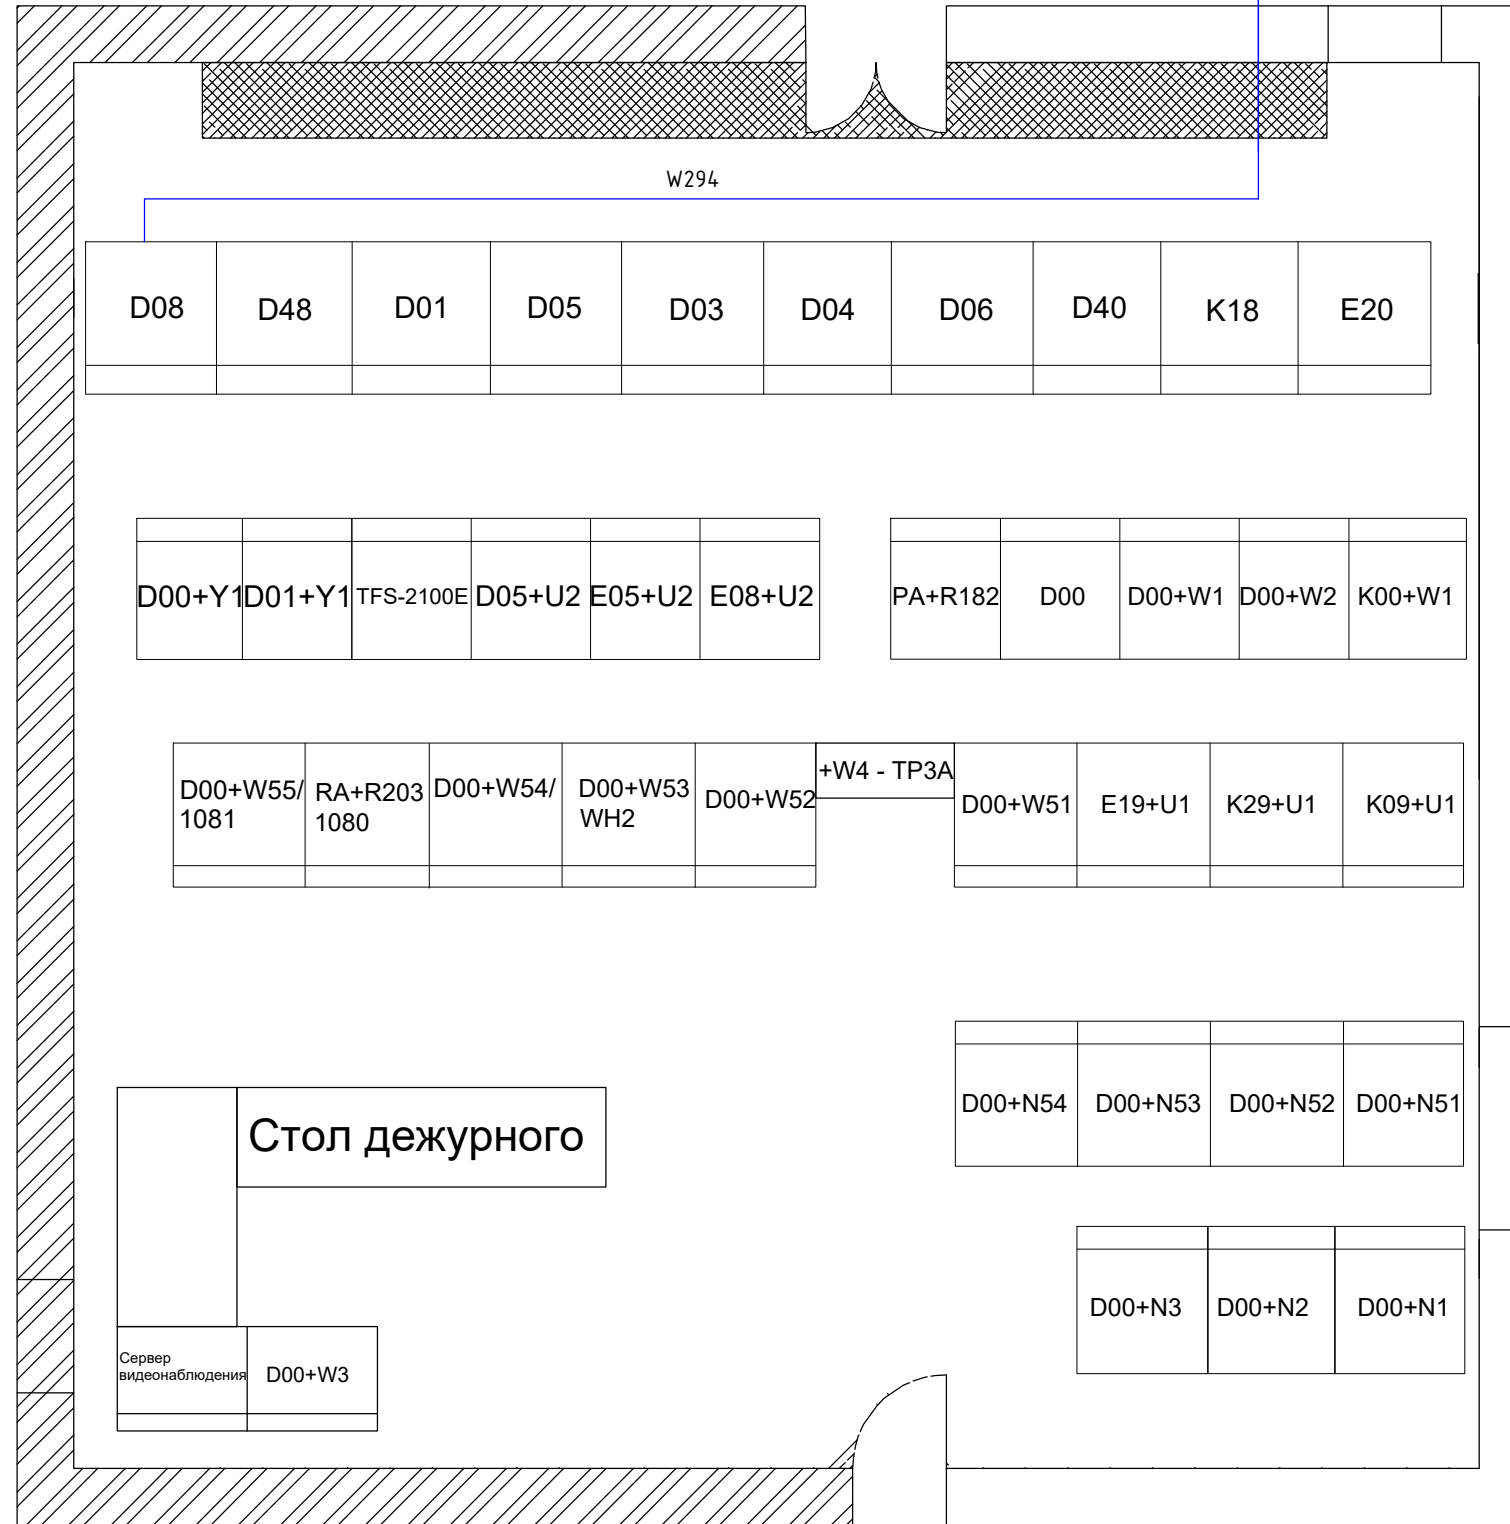 W294
D08
D48
D01
D05
D03
D04
D06
D40
K18
E20
D00+Y1
D01+Y1
TFS-2100E
D05+U2
E05+U2
E08+U2
PA+R182
D00
D00+W1
D00+W2
K00+W1
D00+W55/
1081
RA+R203
1080
D00+W54/
D00+W53
WH2
D00+W52
+W4 - TP3A
D00+W51
E19+U1
K29+U1
K09+U1
D00+N54
D00+N53
D00+N52
D00+N51
Стол дежурного
D00+N3
D00+N2
D00+N1
Сервер
видеонаблюдения
D00+W3